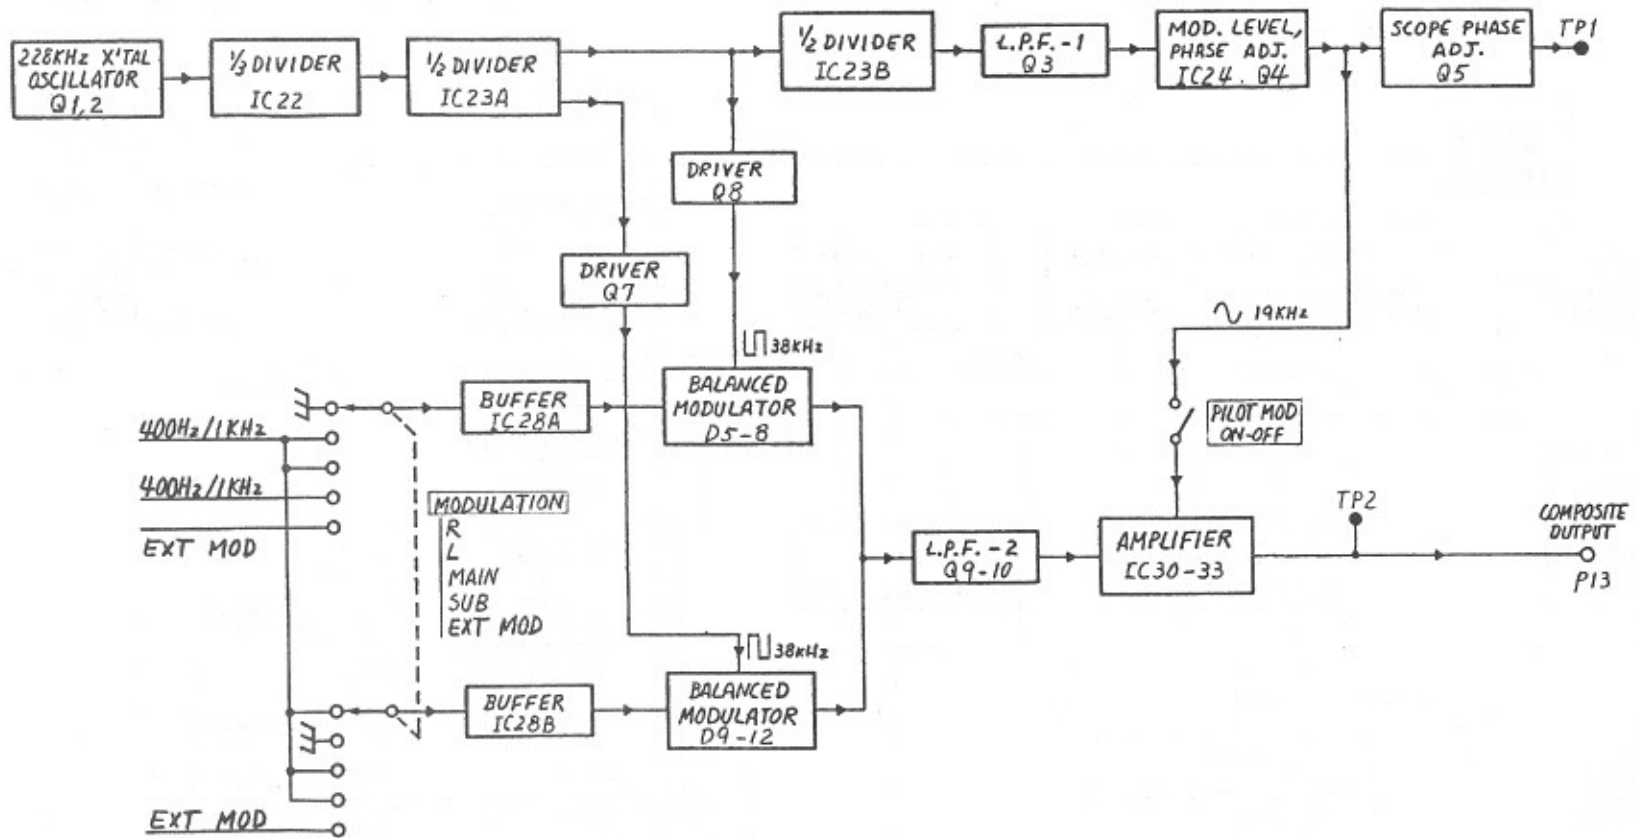 228KHz X'TAL
OSCILLATOR
Q1,2
1/3 DIVIDER
IC22
1/2 DIVIDER
IC23A
1/2 DIVIDER
IC23B
L.P.F.-1
Q3
MOD. LEVEL,
PHASE ADJ.
IC24. Q4
SCOPE PHASE
ADJ.
Q5
TP1
DRIVER
Q8
DRIVER
Q7
19KHz
38KHz
BUFFER
IC28A
BALANCED
MODULATOR
D5-8
PILOT MOD
ON-OFF
400Hz/1KHz
400Hz/1KHz
EXT MOD
MODULATION
R
L
MAIN
SUB
EXT MOD
L.P.F.-2
Q9-10
AMPLIFIER
IC30-33
TP2
COMPOSITE
OUTPUT
P13
38KHz
BUFFER
IC28B
BALANCED
MODULATOR
D9-12
EXT MOD